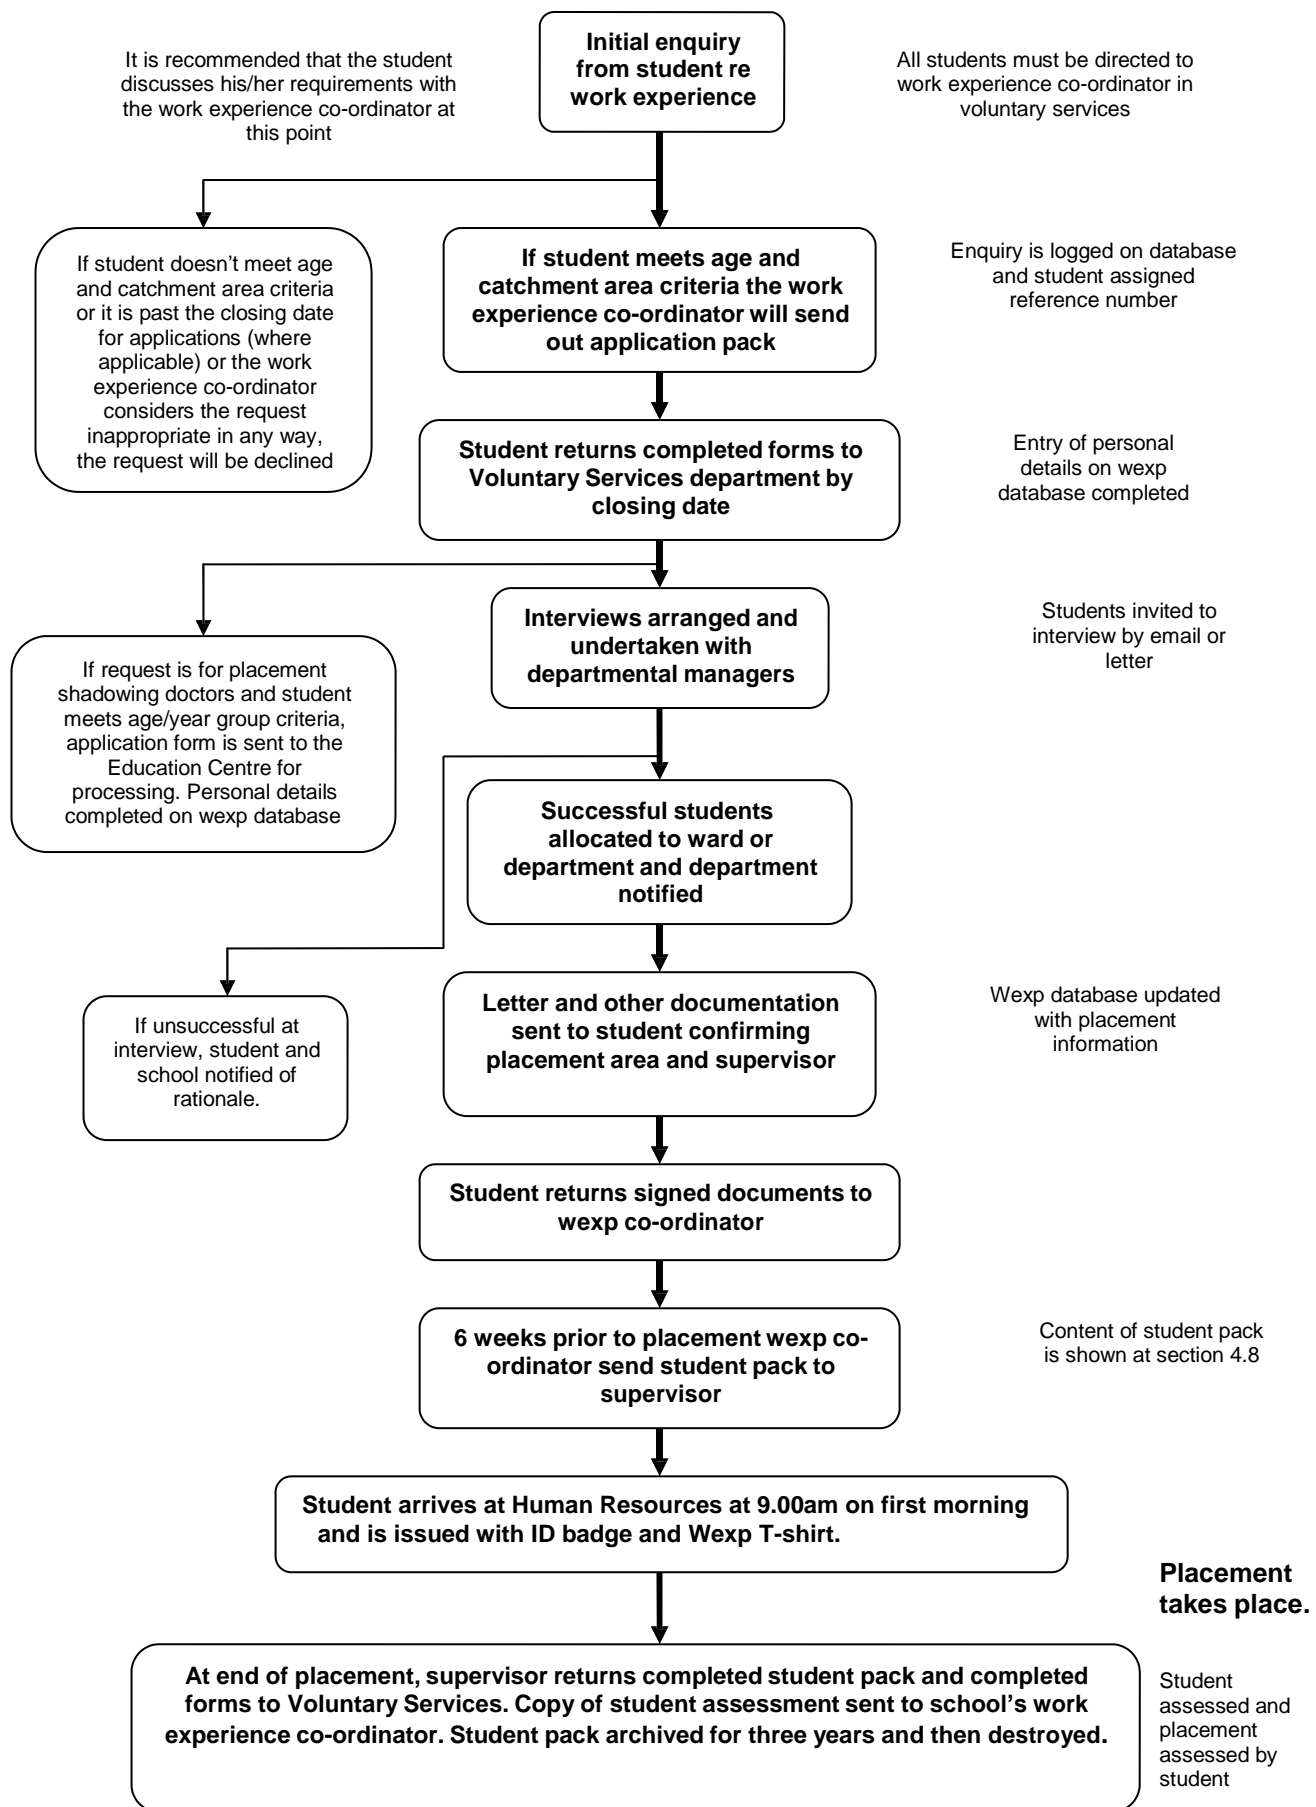 Initial enquiry
from student re
work experience
It is recommended that the student
discusses his/her requirements with
the work experience co-ordinator at
this point
All students must be directed to
work experience co-ordinator in
voluntary services
If student doesn’t meet age
and catchment area criteria
or it is past the closing date
for applications (where
applicable) or the work
experience co-ordinator
considers the request
inappropriate in any way,
the request will be declined
If student meets age and
catchment area criteria the work
experience co-ordinator will send
out application pack
Enquiry is logged on database
and student assigned
reference number
Student returns completed forms to
Voluntary Services department by
closing date
Entry of personal
details on wexp
database completed
Interviews arranged and
undertaken with
departmental managers
Students invited to
interview by email or
letter
If request is for placement
shadowing doctors and student
meets age/year group criteria,
application form is sent to the
Education Centre for
processing. Personal details
completed on wexp database
Successful students
allocated to ward or
department and department
notified
Letter and other documentation
sent to student confirming
placement area and supervisor
Wexp database updated
with placement
information
If unsuccessful at
interview, student and
school notified of
rationale.
Student returns signed documents to
wexp co-ordinator
6 weeks prior to placement wexp co-
ordinator send student pack to
supervisor
Content of student pack
is shown at section 4.8
Student arrives at Human Resources at 9.00am on first morning
and is issued with ID badge and Wexp T-shirt.
Placement
takes place.
At end of placement, supervisor returns completed student pack and completed
forms to Voluntary Services. Copy of student assessment sent to school’s work
experience co-ordinator. Student pack archived for three years and then destroyed.
Student
assessed and
placement
assessed by
student